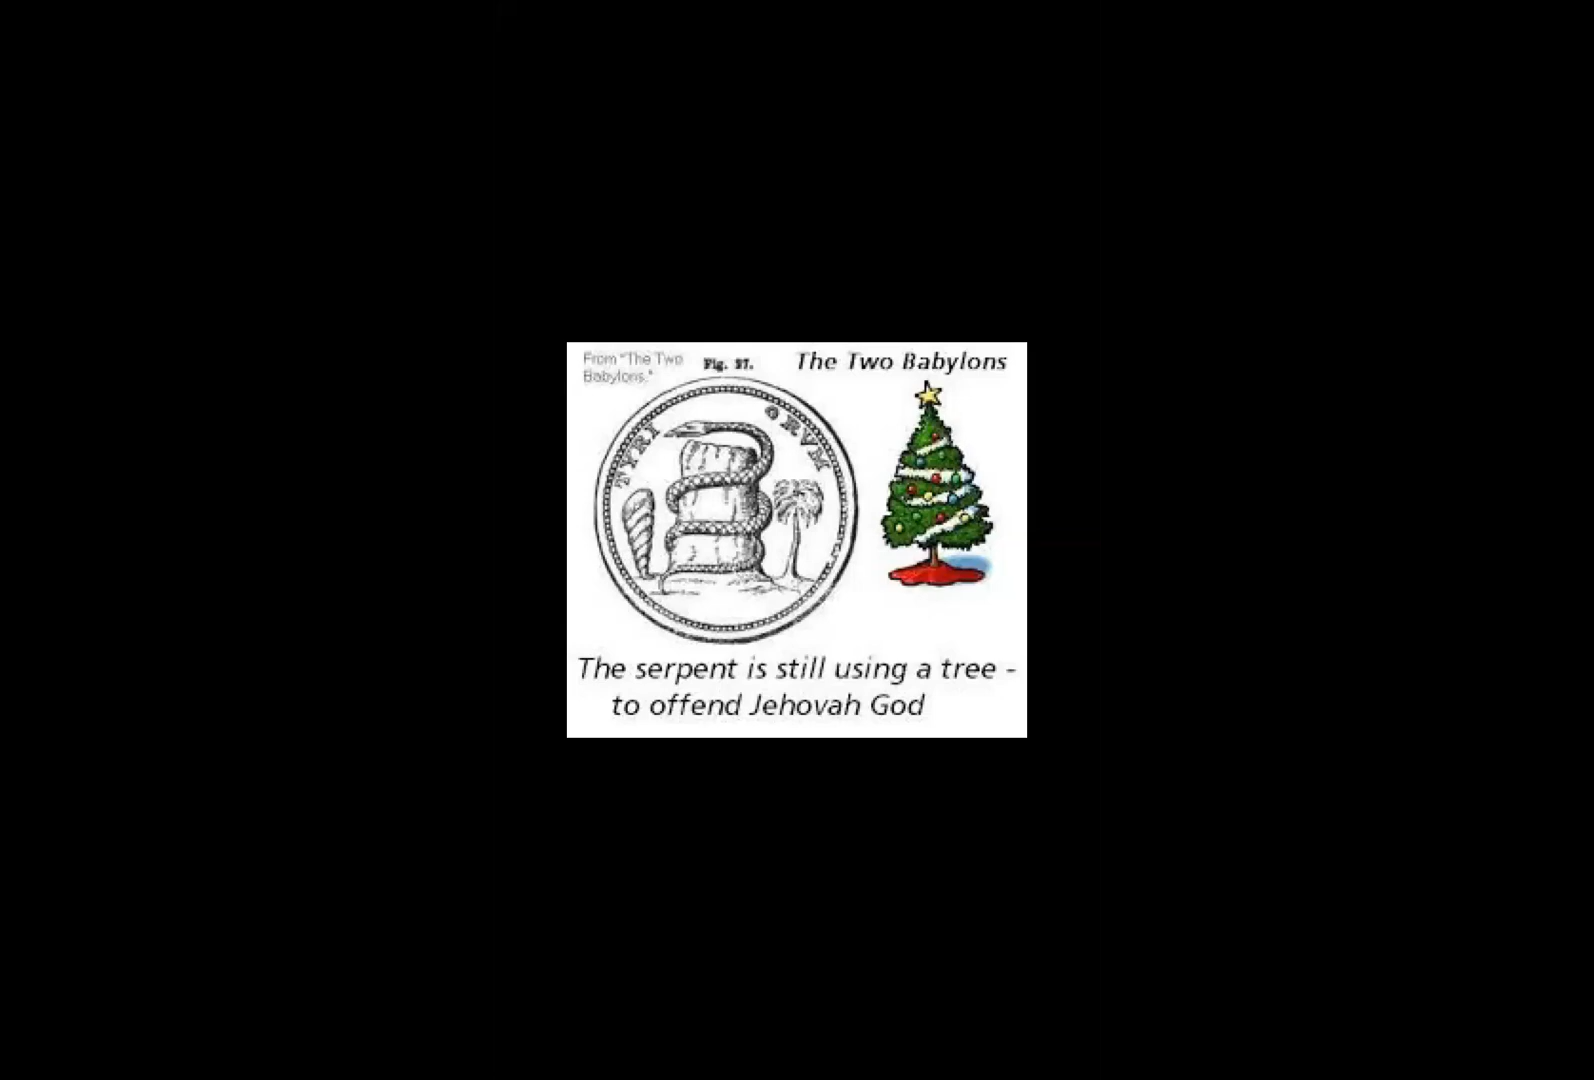 From "The Two
Babylons."
Fig. 27.
The Two Babylons
TYRI ORVM
The serpent is still using a tree -
to offend Jehovah God